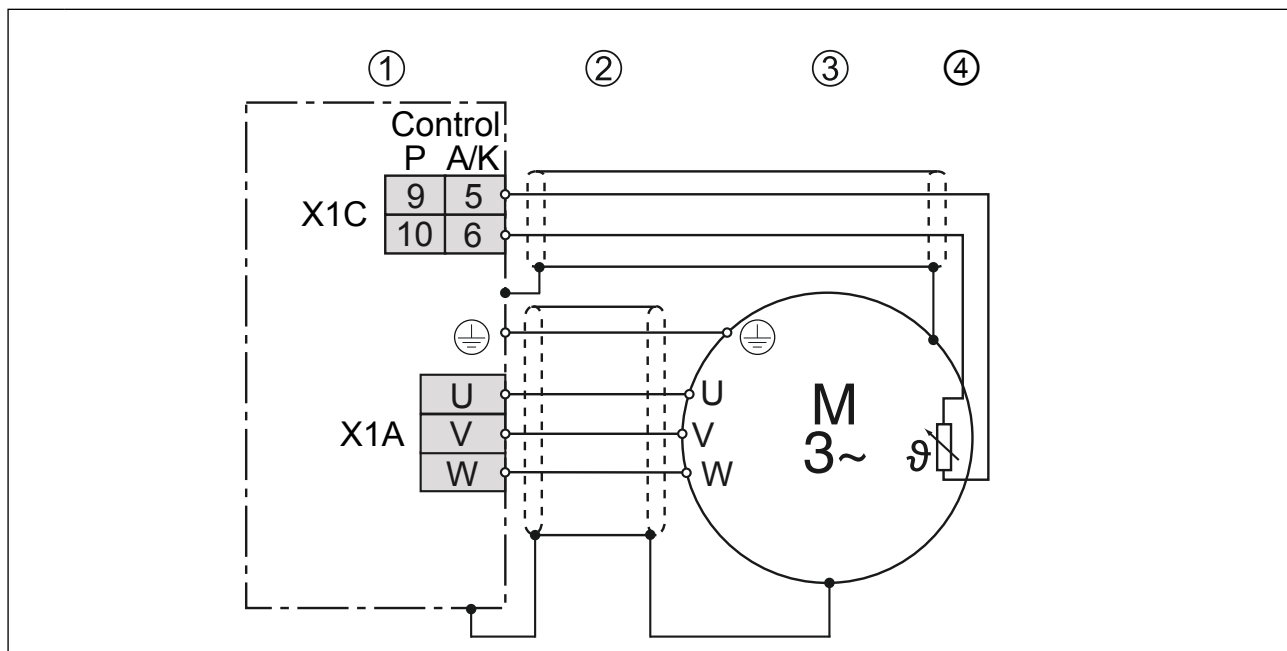 ① ② ③ ④
Control
P A/K
X1C
9 5
10 6
X1A
U
V
W
U
V
W
M
3~
ϑ